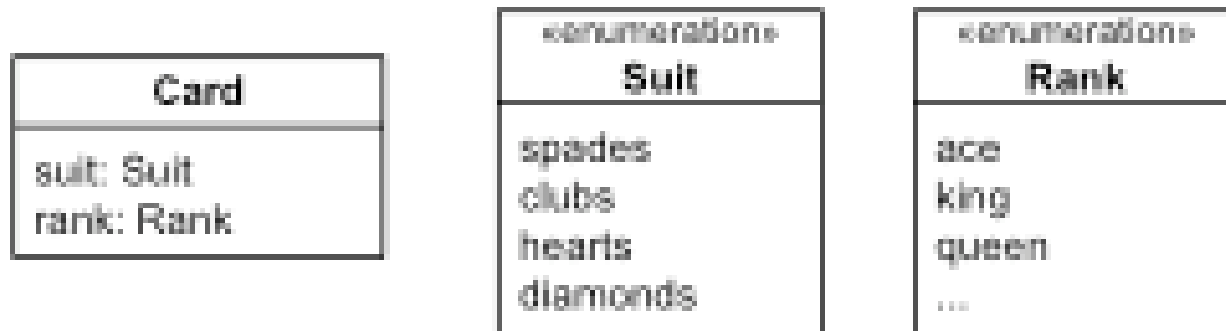 Card
suit: Suit
rank: Rank
«enumeration»
Suit
spades
clubs
hearts
diamonds
«enumeration»
Rank
ace
king
queen
...